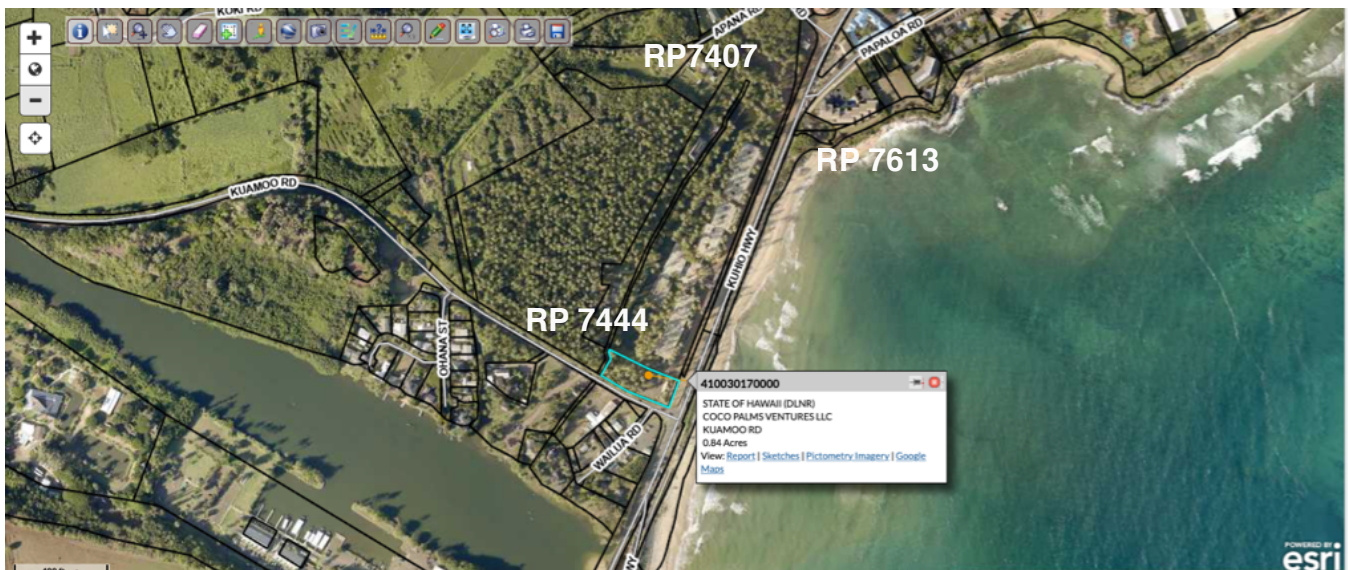 KOKI RD
APANA RD
RD
PAPALOA RD
RP7407
RP 7613
KUAMOO RD
KUHIO HWY
RP 7444
OHANA ST
410030170000
STATE OF HAWAII (DLNR)
COCO PALMS VENTURES LLC
KUAMOO RD
0.84 Acres
View: Report | Sketches | Pictometry Imagery | Google
Maps
WAILUA RD
HWY
POWERED BY
esri